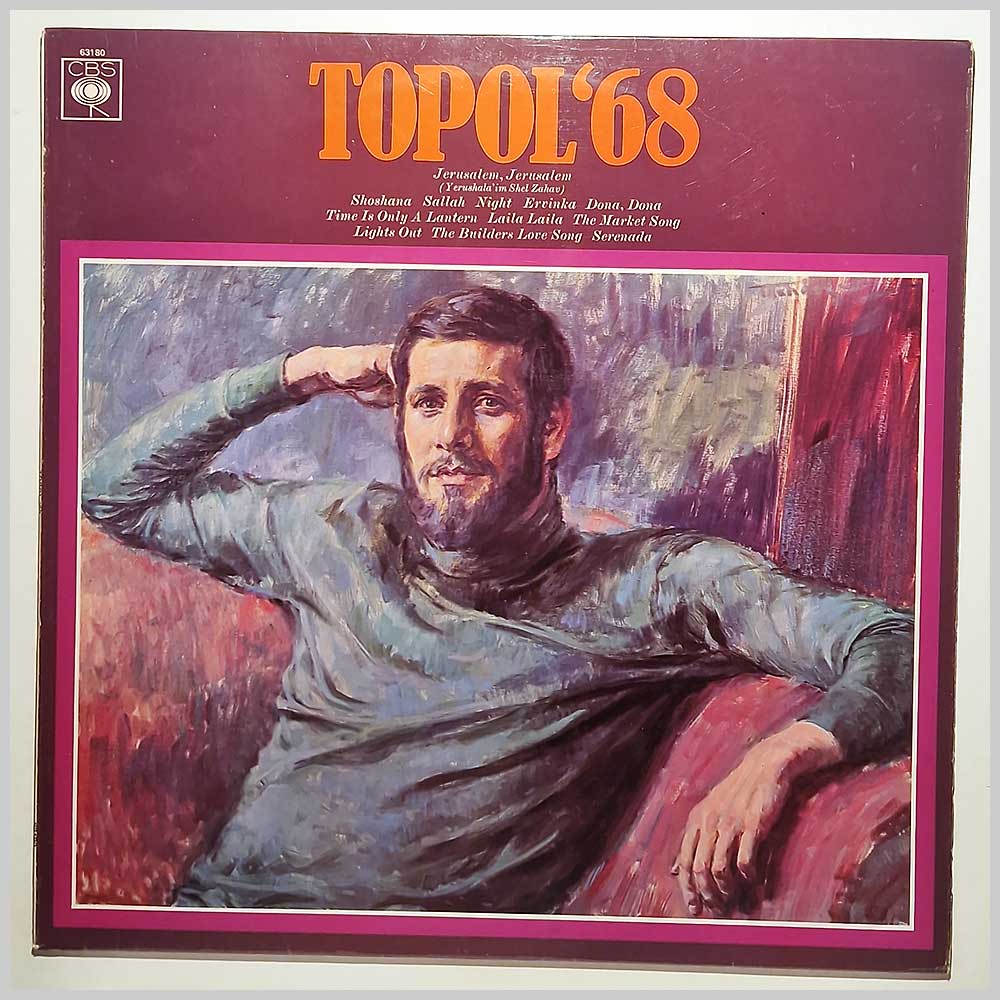 63180
CBS
TOPOL '68
Jerusalem, Jerusalem
(Yerushala'im Shel Zahav)
Shoshana Sallah Night Ervinka Dona, Dona
Time Is Only A Lantern Laila Laila The Market Song
Lights Out The Builders Love Song Serenada